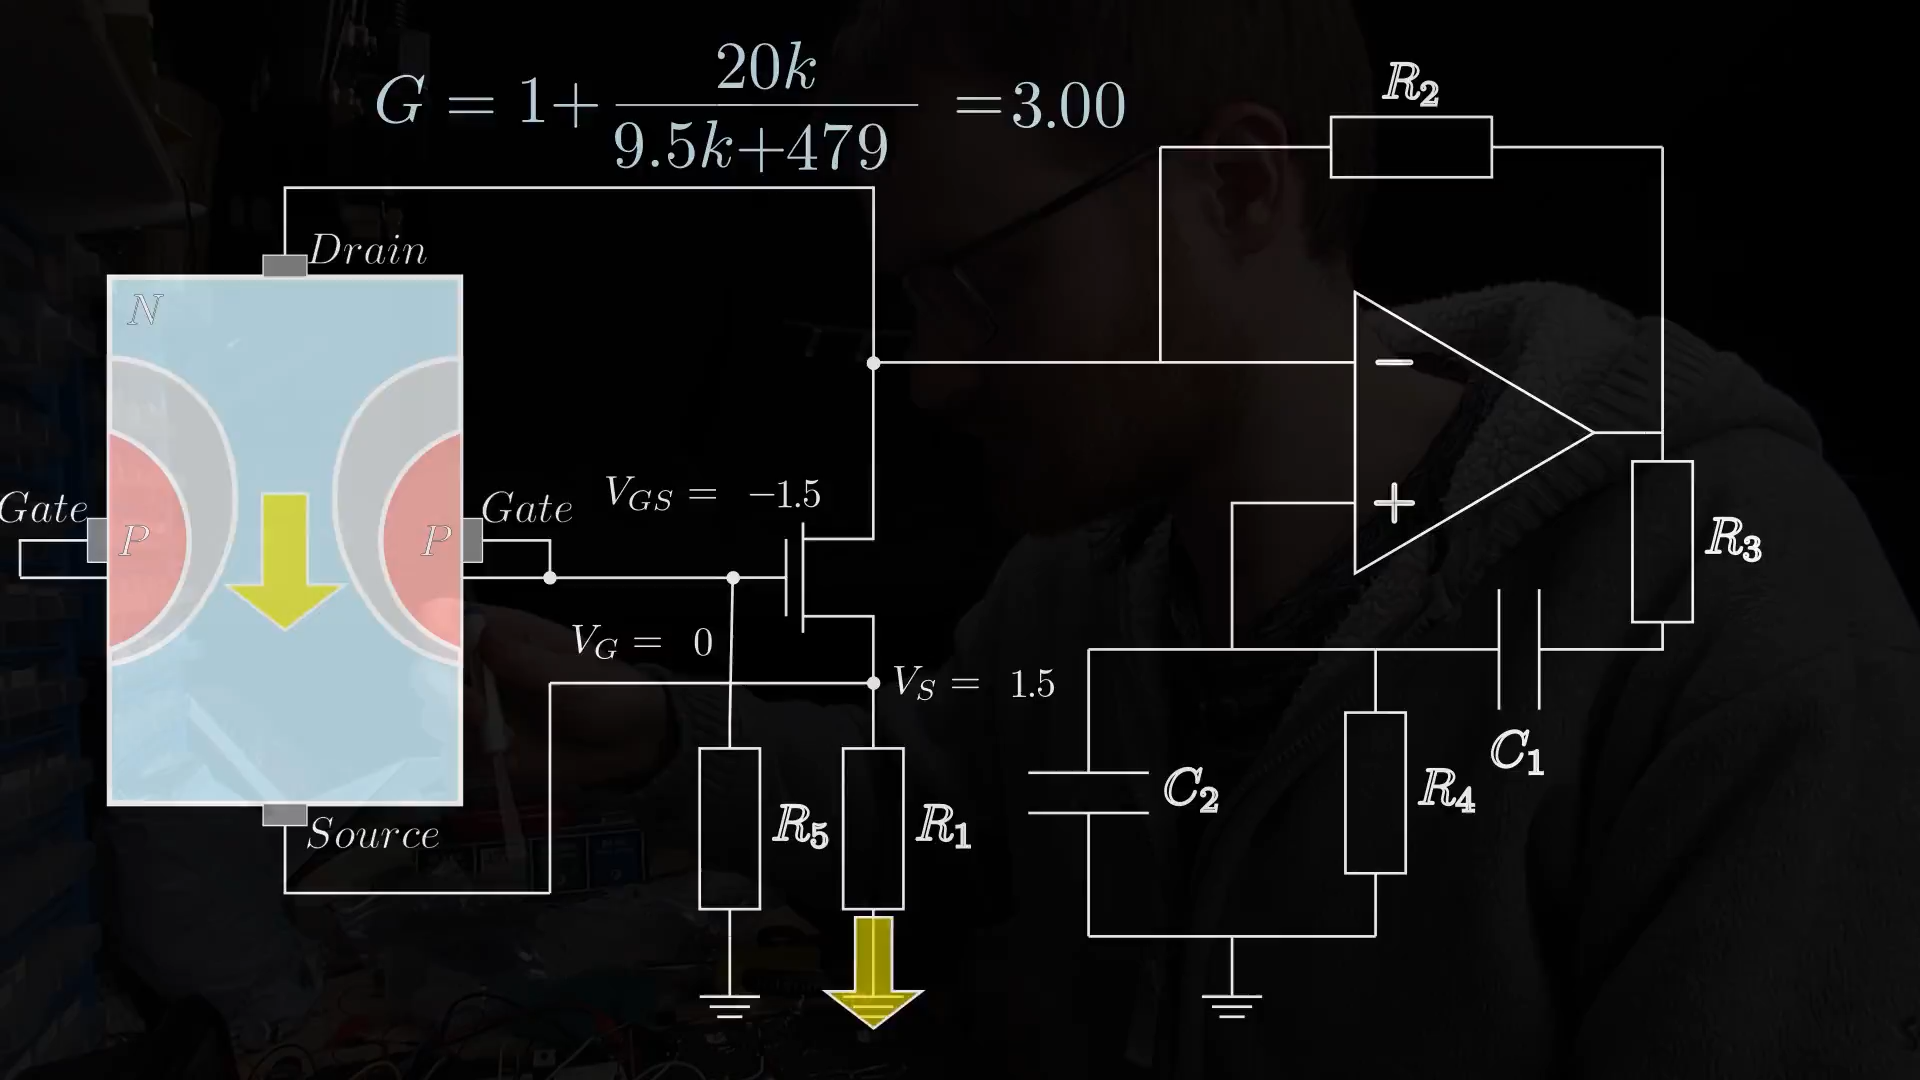 G = 1+ 20k / 9.5k+479 =3.00
R2
Drain
N
Gate
P
P
Gate
VGS = −1.5
−
+
R3
VG = 0
VS = 1.5
C1
C2
R4
R5
R1
Source